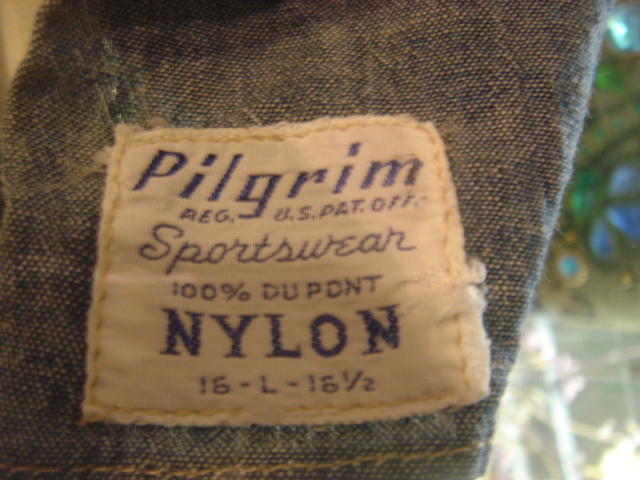 Pilgrim
REG. U.S. PAT. OFF.
Sportswear
100% DU PONT
NYLON
16 - L - 16½